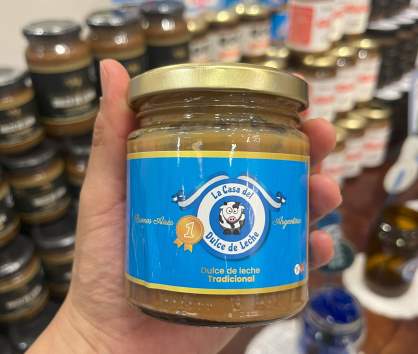 La Casa del
Buenos Aires
Argentina
1
Dulce de Leche
Dulce de leche
Tradicional